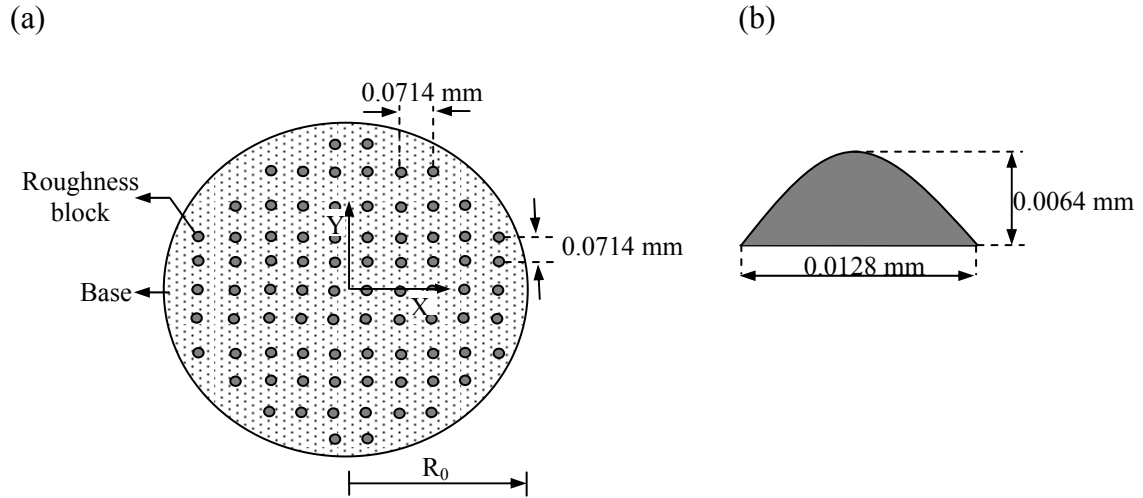 (a)
(b)
0.0714 mm
Roughness
block
Y
0.0714 mm
Base
X
R0
0.0064 mm
0.0128 mm